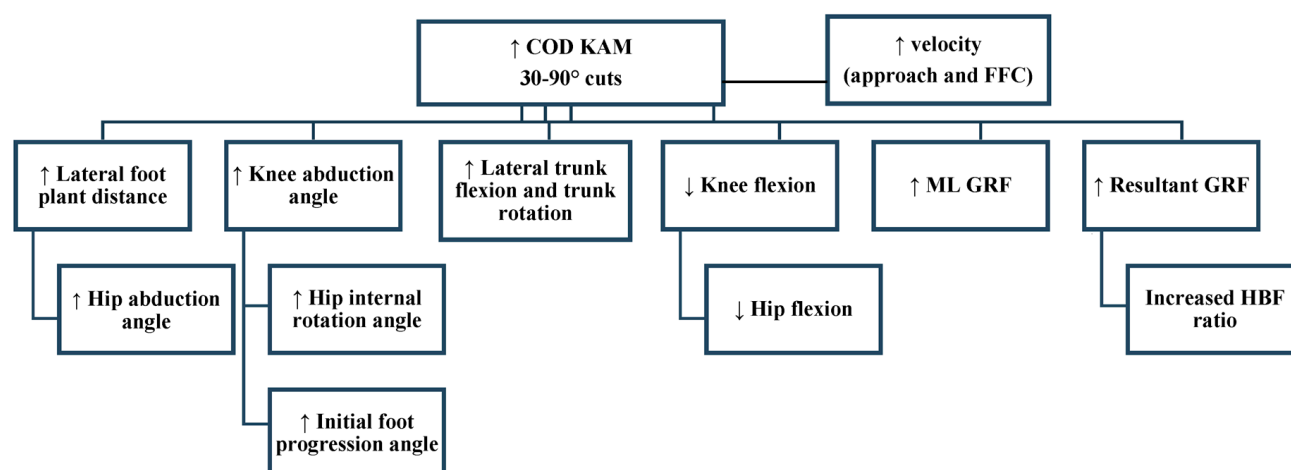 ↑ COD KAM
30-90° cuts
↑ velocity
(approach and FFC)
↑ Lateral foot
plant distance
↑ Knee abduction
angle
↑ Lateral trunk
flexion and trunk
rotation
↓ Knee flexion
↑ ML GRF
↑ Resultant GRF
↑ Hip abduction
angle
↑ Hip internal
rotation angle
↓ Hip flexion
Increased HBF
ratio
↑ Initial foot
progression angle